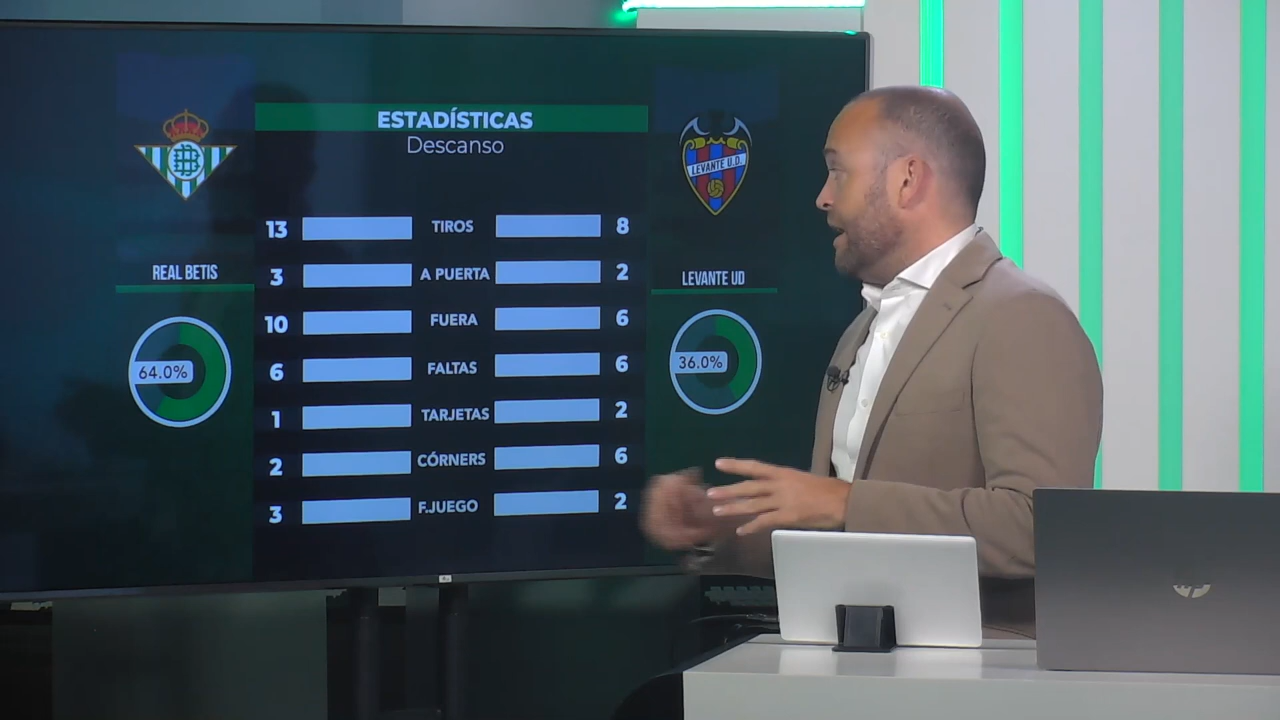 ESTADÍSTICAS
Descanso
LEVANTE U.D.
REAL BETIS
LEVANTE UD
64.0%
36.0%
13 TIROS 8
3 A PUERTA 2
10 FUERA 6
6 FALTAS 6
1 TARJETAS 2
2 CÓRNERS 6
3 F.JUEGO 2
hp